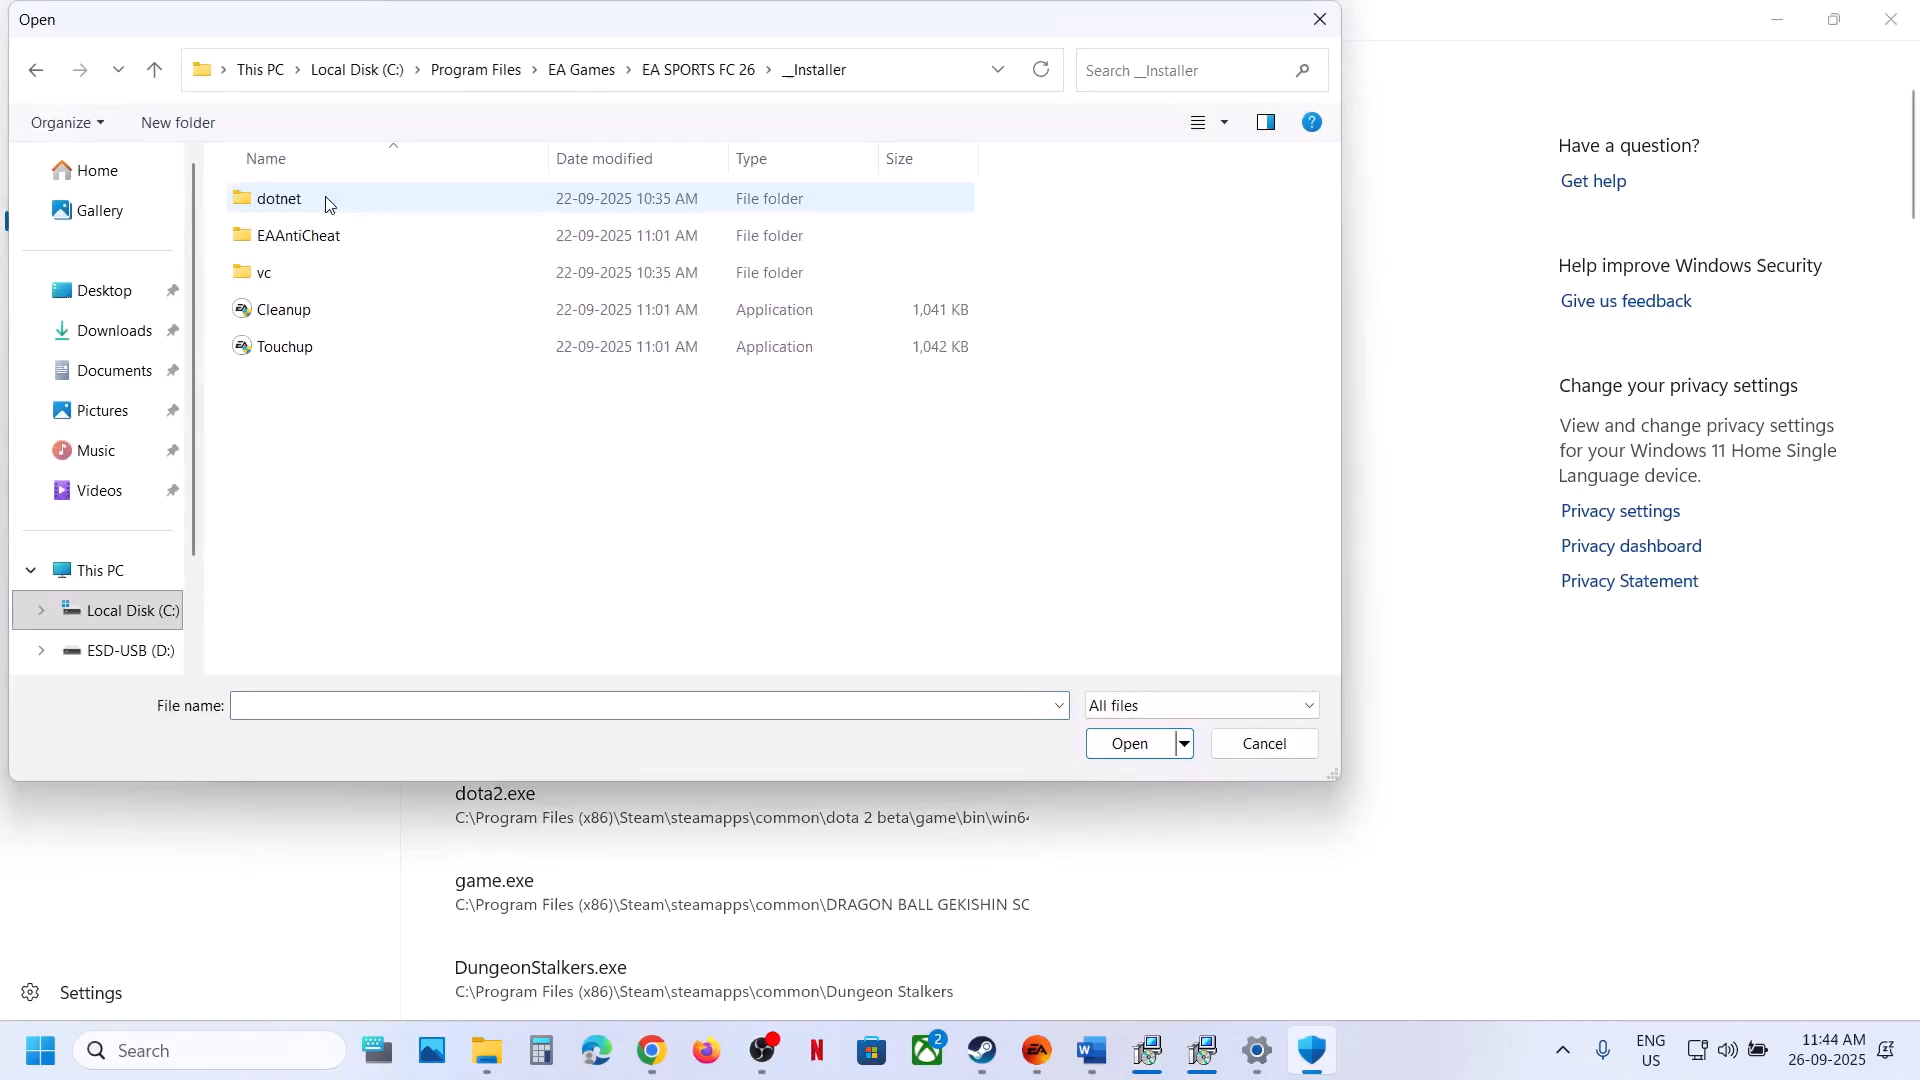 Open
This PC > Local Disk (C:) > Program Files > EA Games > EA SPORTS FC 26 > __Installer
Search __Installer
Organize
New folder
Name Date modified Type Size
Home
Gallery
Desktop
Downloads
Documents
Pictures
Music
Videos
This PC
Local Disk (C:)
ESD-USB (D:)
dotnet 22-09-2025 10:35 AM File folder
EAAntiCheat 22-09-2025 11:01 AM File folder
vc 22-09-2025 10:35 AM File folder
Cleanup 22-09-2025 11:01 AM Application 1,041 KB
Touchup 22-09-2025 11:01 AM Application 1,042 KB
File name:
All files
Open
Cancel
Have a question?
Get help
Help improve Windows Security
Give us feedback
Change your privacy settings
View and change privacy settings
for your Windows 11 Home Single
Language device.
Privacy settings
Privacy dashboard
Privacy Statement
dota2.exe
C:\Program Files (x86)\Steam\steamapps\common\dota 2 beta\game\bin\win64
game.exe
C:\Program Files (x86)\Steam\steamapps\common\DRAGON BALL GEKISHIN SC
DungeonStalkers.exe
C:\Program Files (x86)\Steam\steamapps\common\Dungeon Stalkers
Settings
Search
2
ENG
US
11:44 AM
26-09-2025